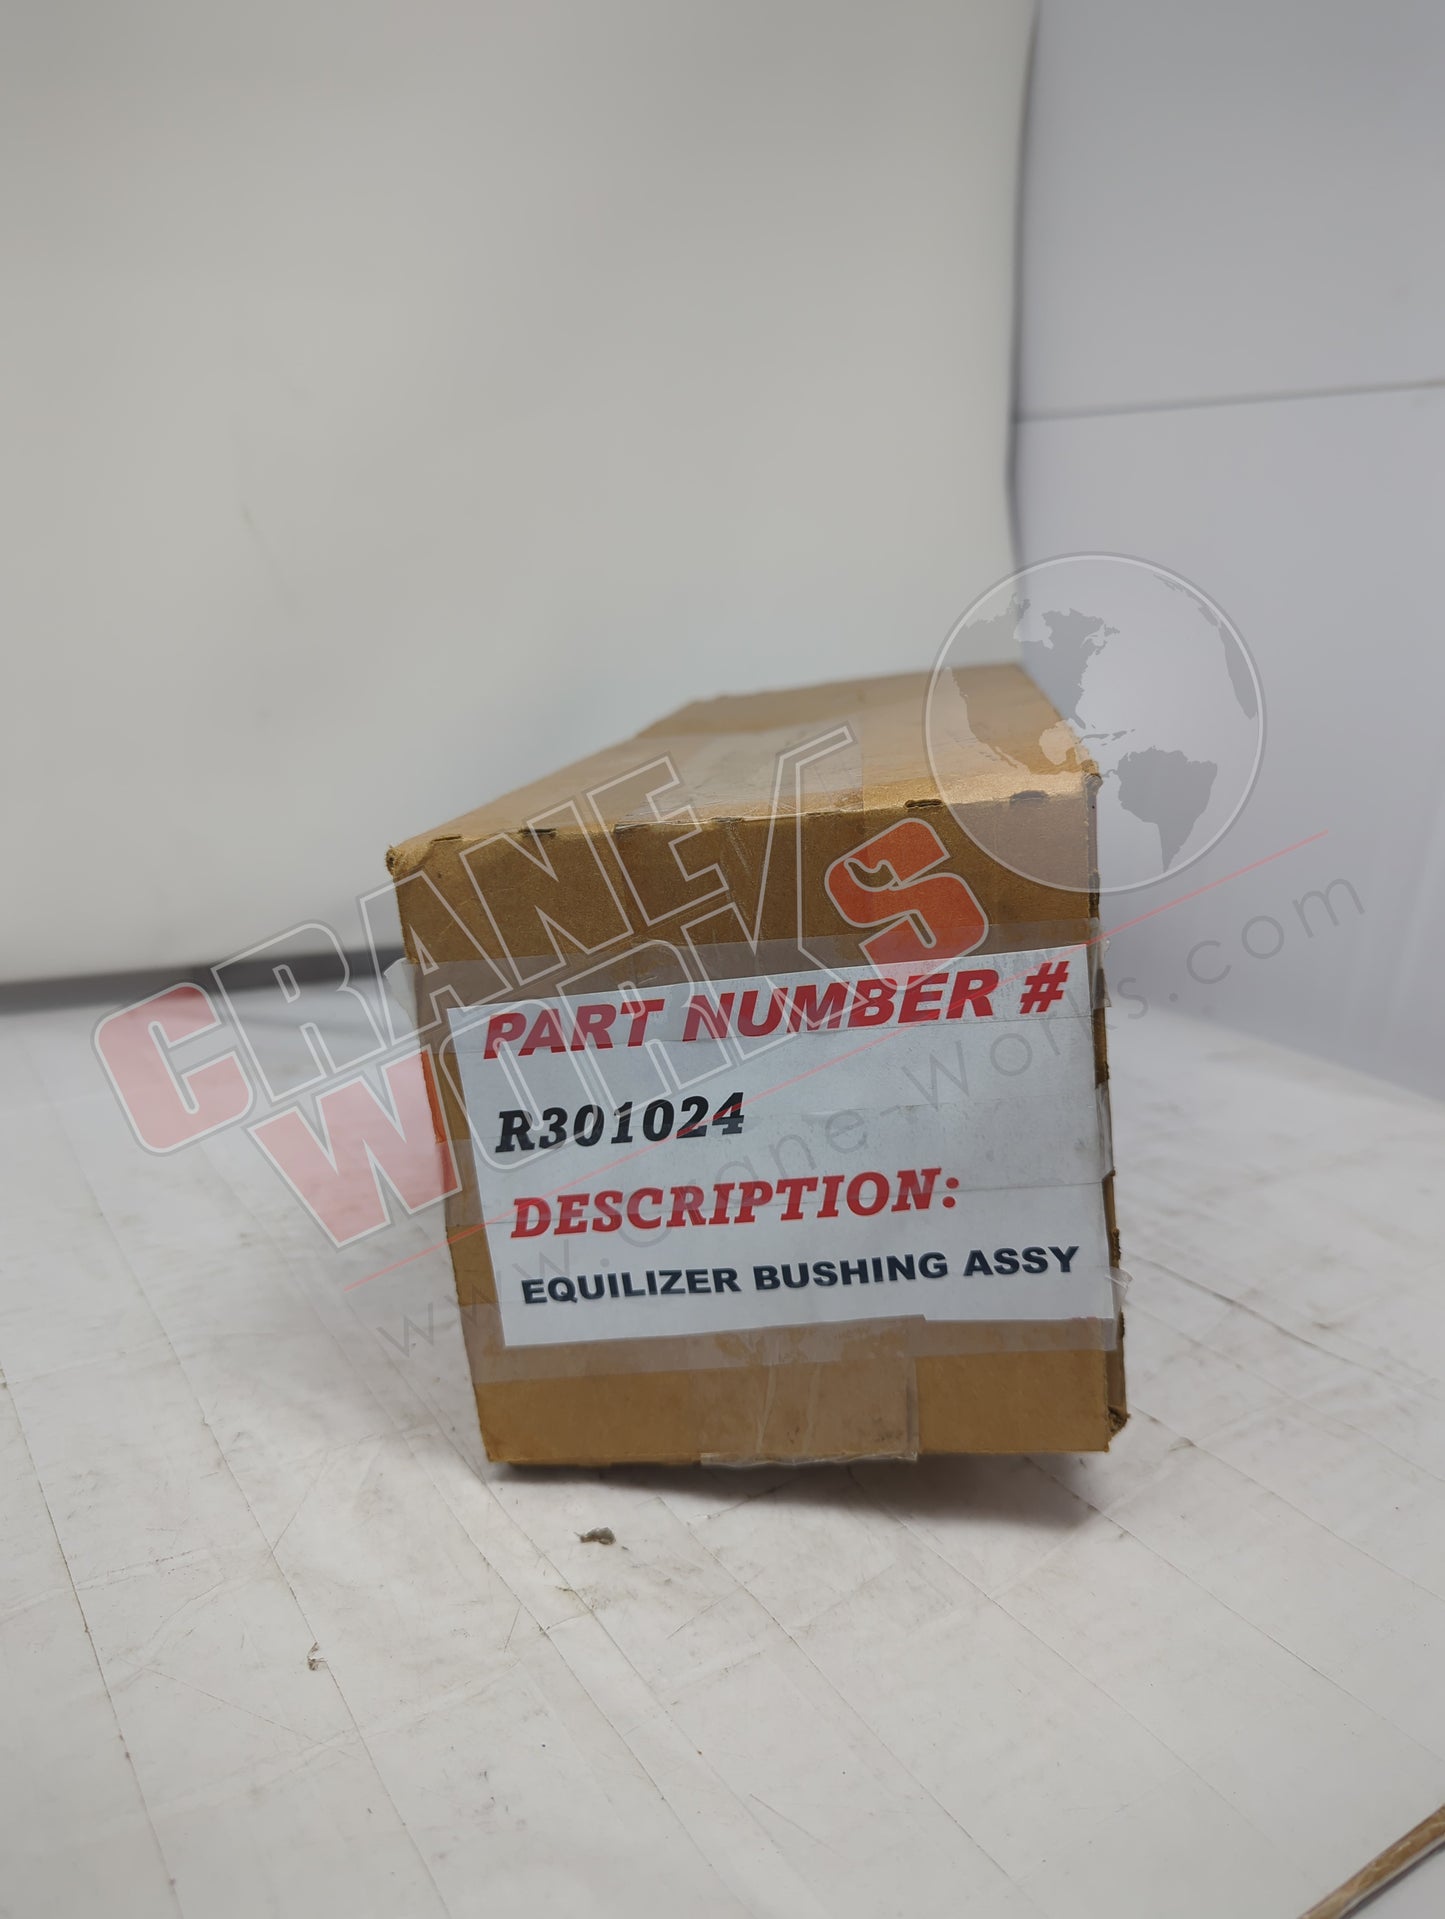 CRANE WORKS
www.crane-works.com
PART NUMBER #
R301024
DESCRIPTION:
EQUILIZER BUSHING ASSY